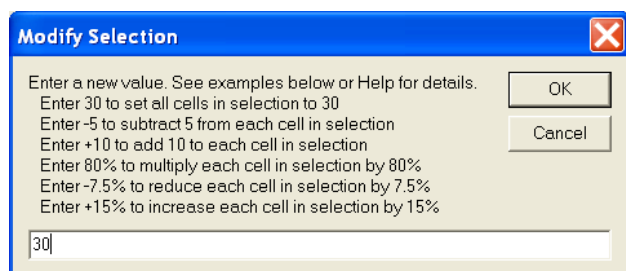 Modify Selection
Enter a new value. See examples below or Help for details.
Enter 30 to set all cells in selection to 30
Enter -5 to subtract 5 from each cell in selection
Enter +10 to add 10 to each cell in selection
Enter 80% to multiply each cell in selection by 80%
Enter -7.5% to reduce each cell in selection by 7.5%
Enter +15% to increase each cell in selection by 15%
OK
Cancel
30